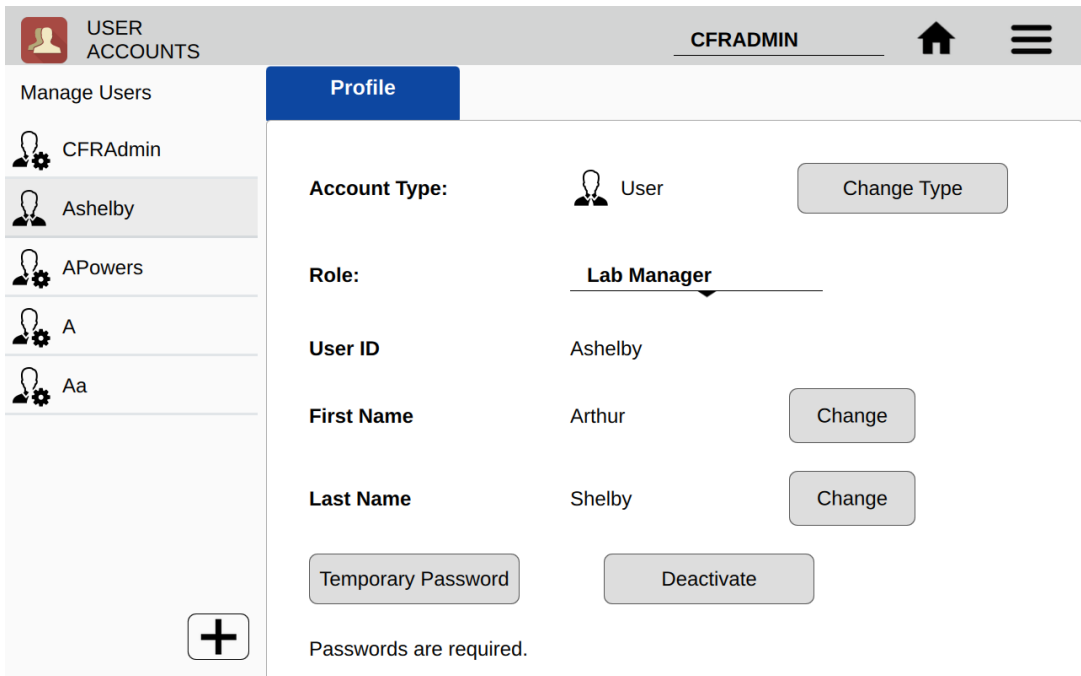 USER
ACCOUNTS
CFRADMIN
Manage Users
CFRAdmin
Ashelby
APowers
A
Aa
Profile
Account Type: User Change Type
Role: Lab Manager
User ID Ashelby
First Name Arthur Change
Last Name Shelby Change
Temporary Password Deactivate
Passwords are required.